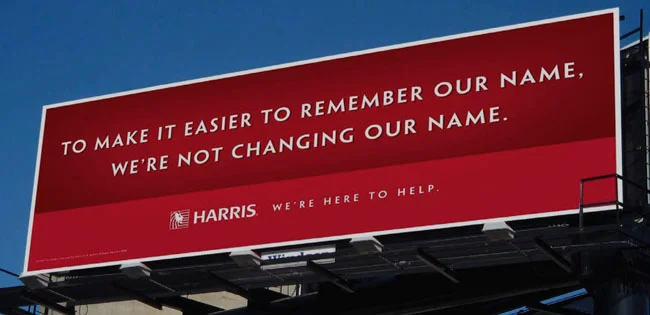 TO MAKE IT EASIER TO REMEMBER OUR NAME,
WE'RE NOT CHANGING OUR NAME.
HARRIS. WE'RE HERE TO HELP.